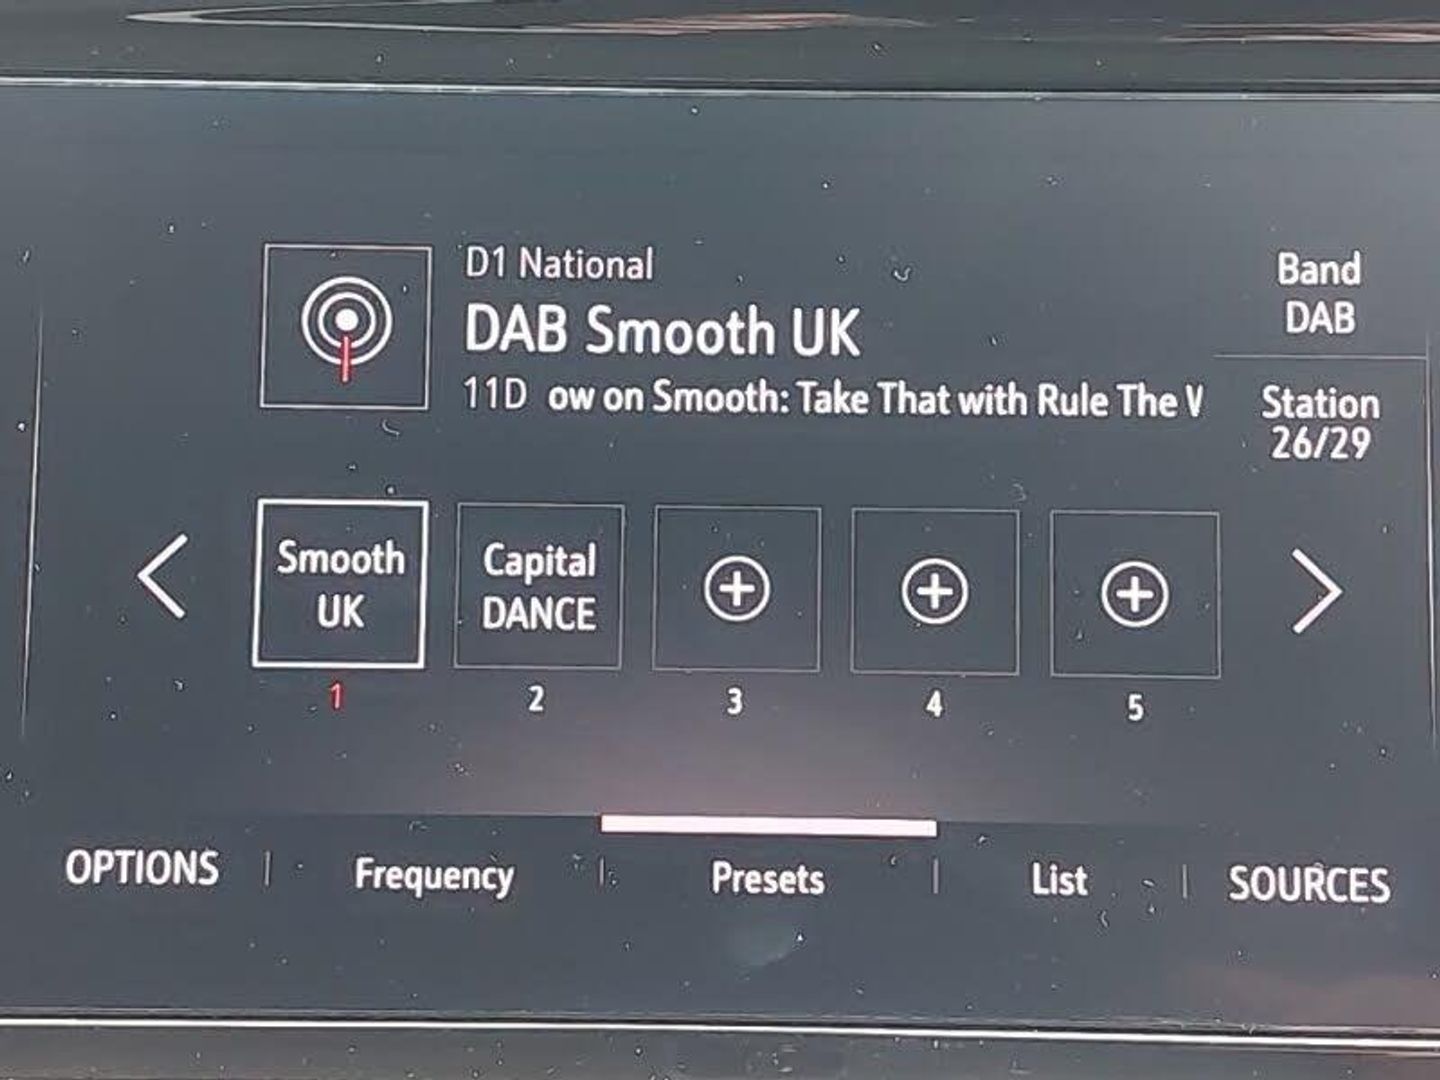 D1 National
DAB Smooth UK
11D ow on Smooth: Take That with Rule The
Band
DAB
Station
26/29
Smooth
UK
Capital
DANCE
1
2
3
4
5
OPTIONS
Frequency
Presets
List
SOURCES